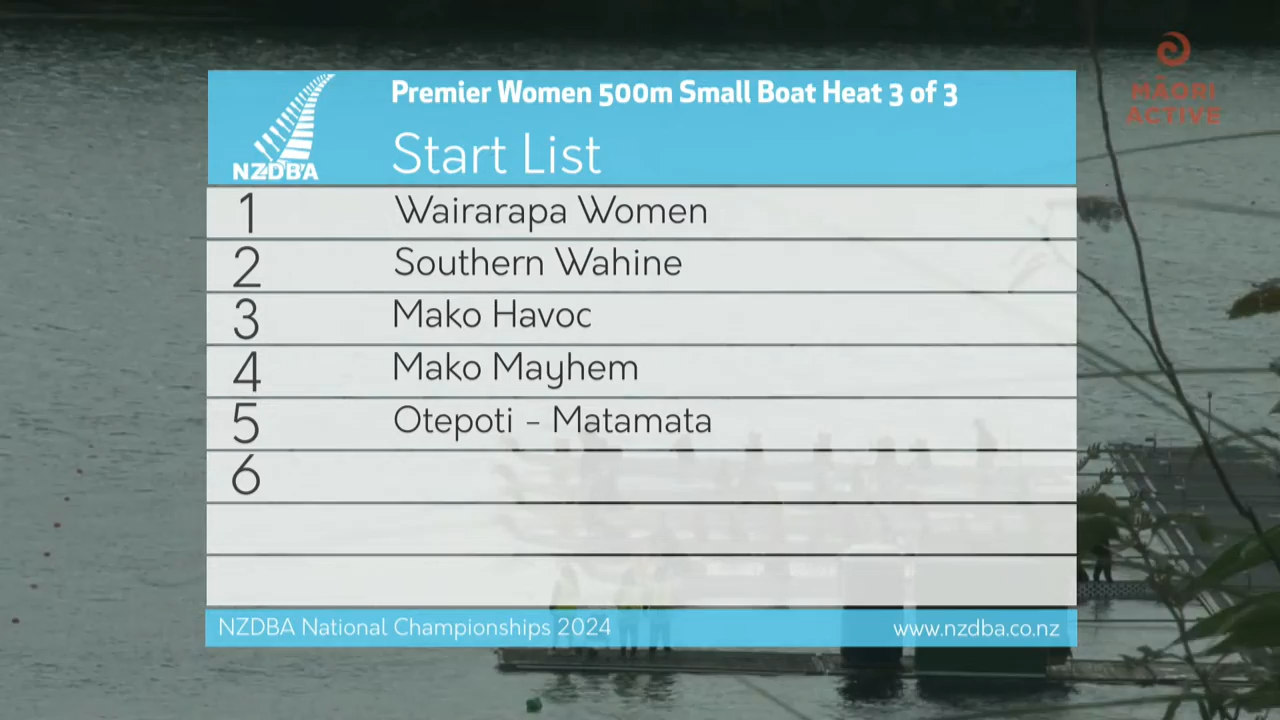 MĀORI
ACTIVE
NZDBA
Premier Women 500m Small Boat Heat 3 of 3
Start List
1 Wairarapa Women
2 Southern Wahine
3 Mako Havoc
4 Mako Mayhem
5 Otepoti - Matamata
6
NZDBA National Championships 2024
www.nzdba.co.nz